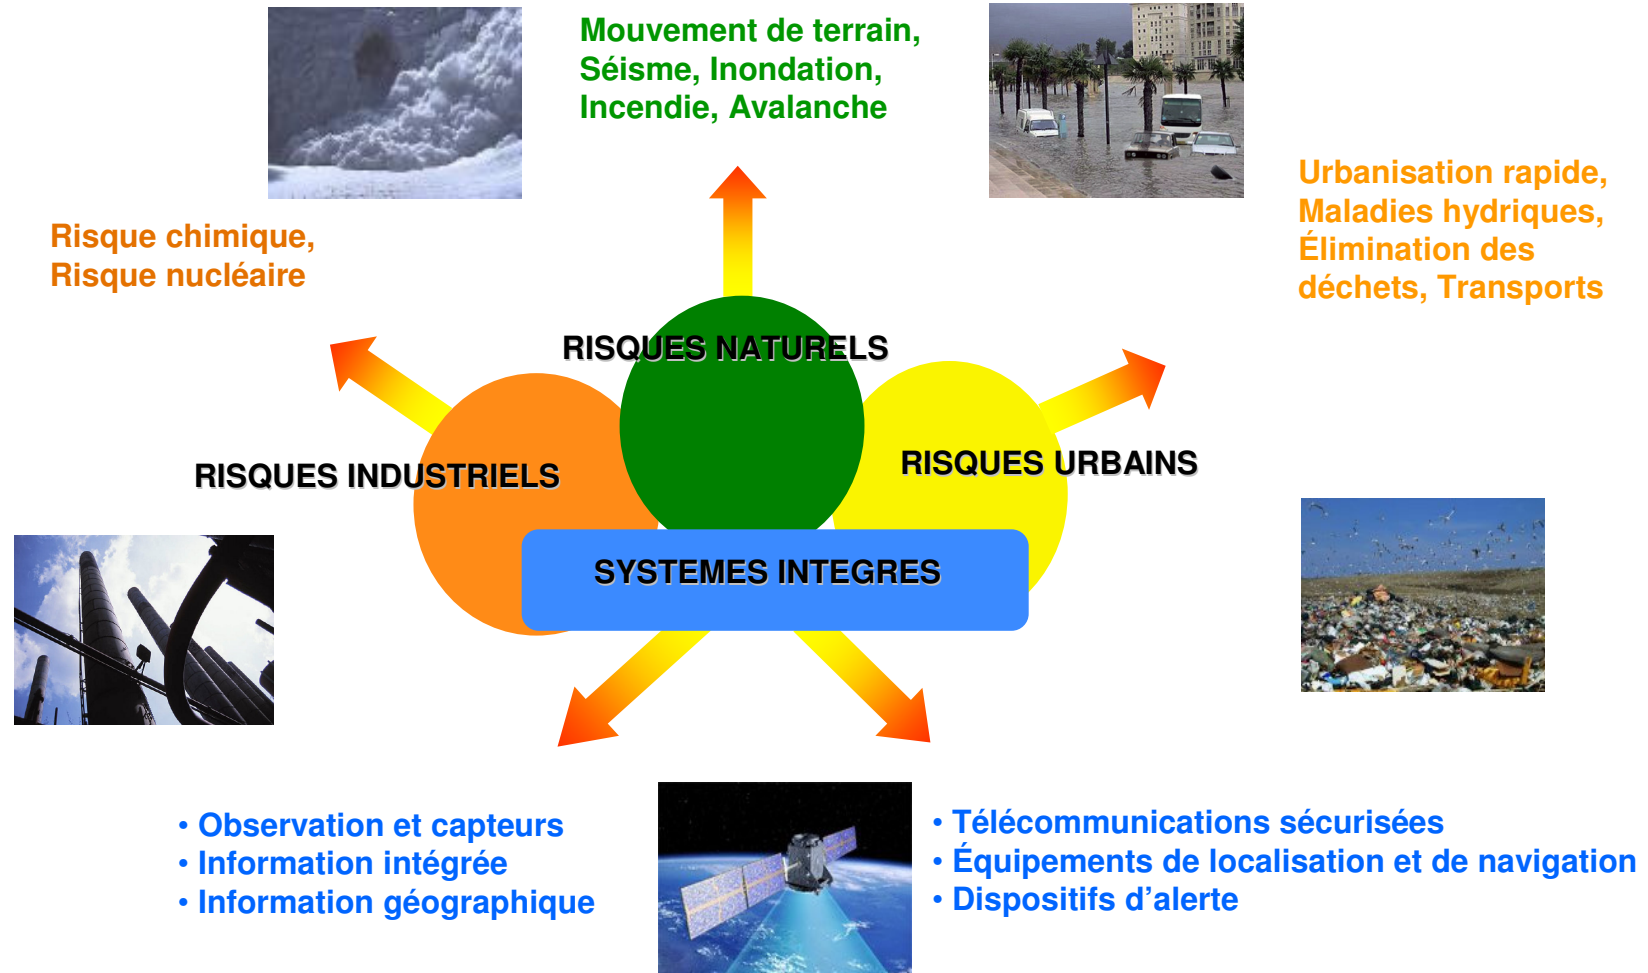 Mouvement de terrain,
Séisme, Inondation,
Incendie, Avalanche
Urbanisation rapide,
Maladies hydriques,
Élimination des
déchets, Transports
Risque chimique,
Risque nucléaire
RISQUES NATURELS
RISQUES URBAINS
RISQUES INDUSTRIELS
SYSTEMES INTEGRES
• Observation et capteurs
• Information intégrée
• Information géographique
• Télécommunications sécurisées
• Équipements de localisation et de navigation
• Dispositifs d’alerte